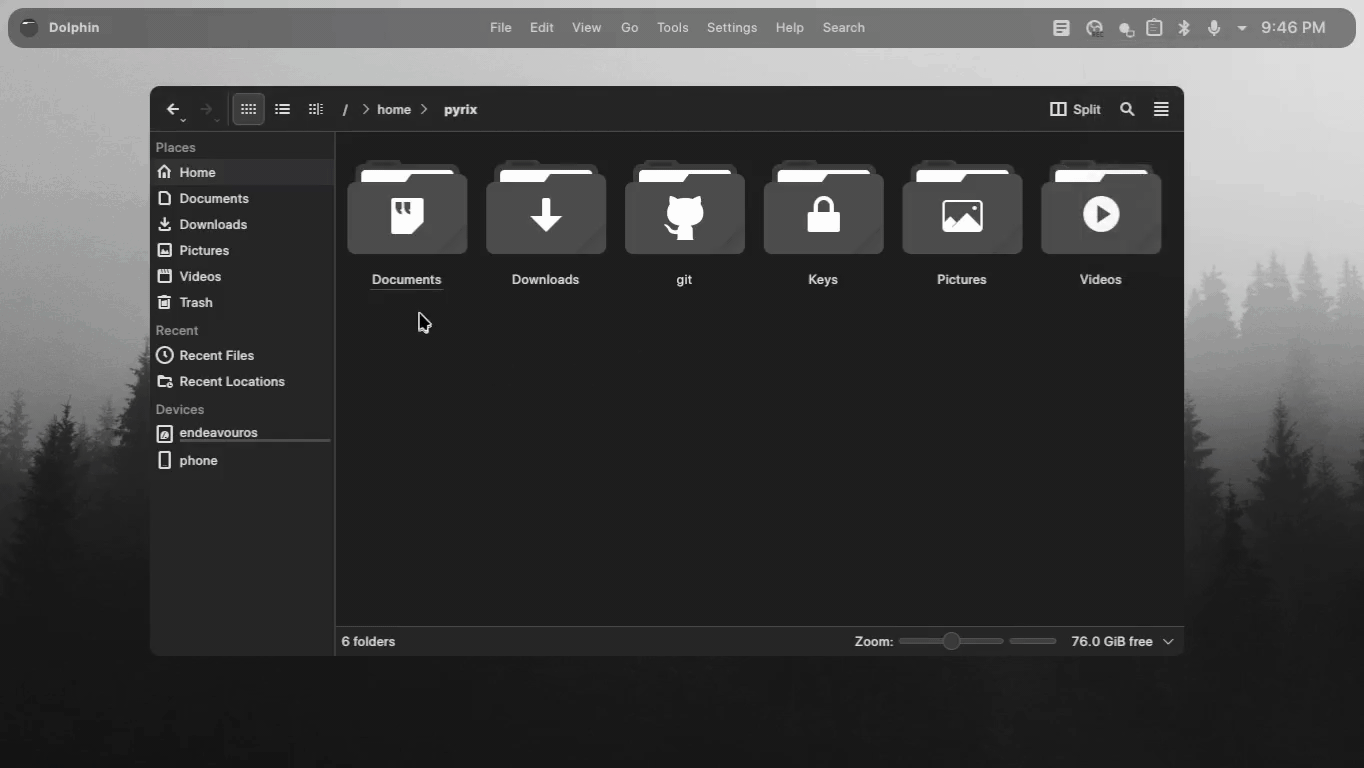 Dolphin File Edit View Go Tools Settings Help Search 9:46 PM
/ home pyrix Split
Places
Home
Documents
Downloads
Pictures
Videos
Trash
Recent
Recent Files
Recent Locations
Devices
endeavouros
phone
Documents Downloads git Keys Pictures Videos
6 folders Zoom: 76.0 GiB free